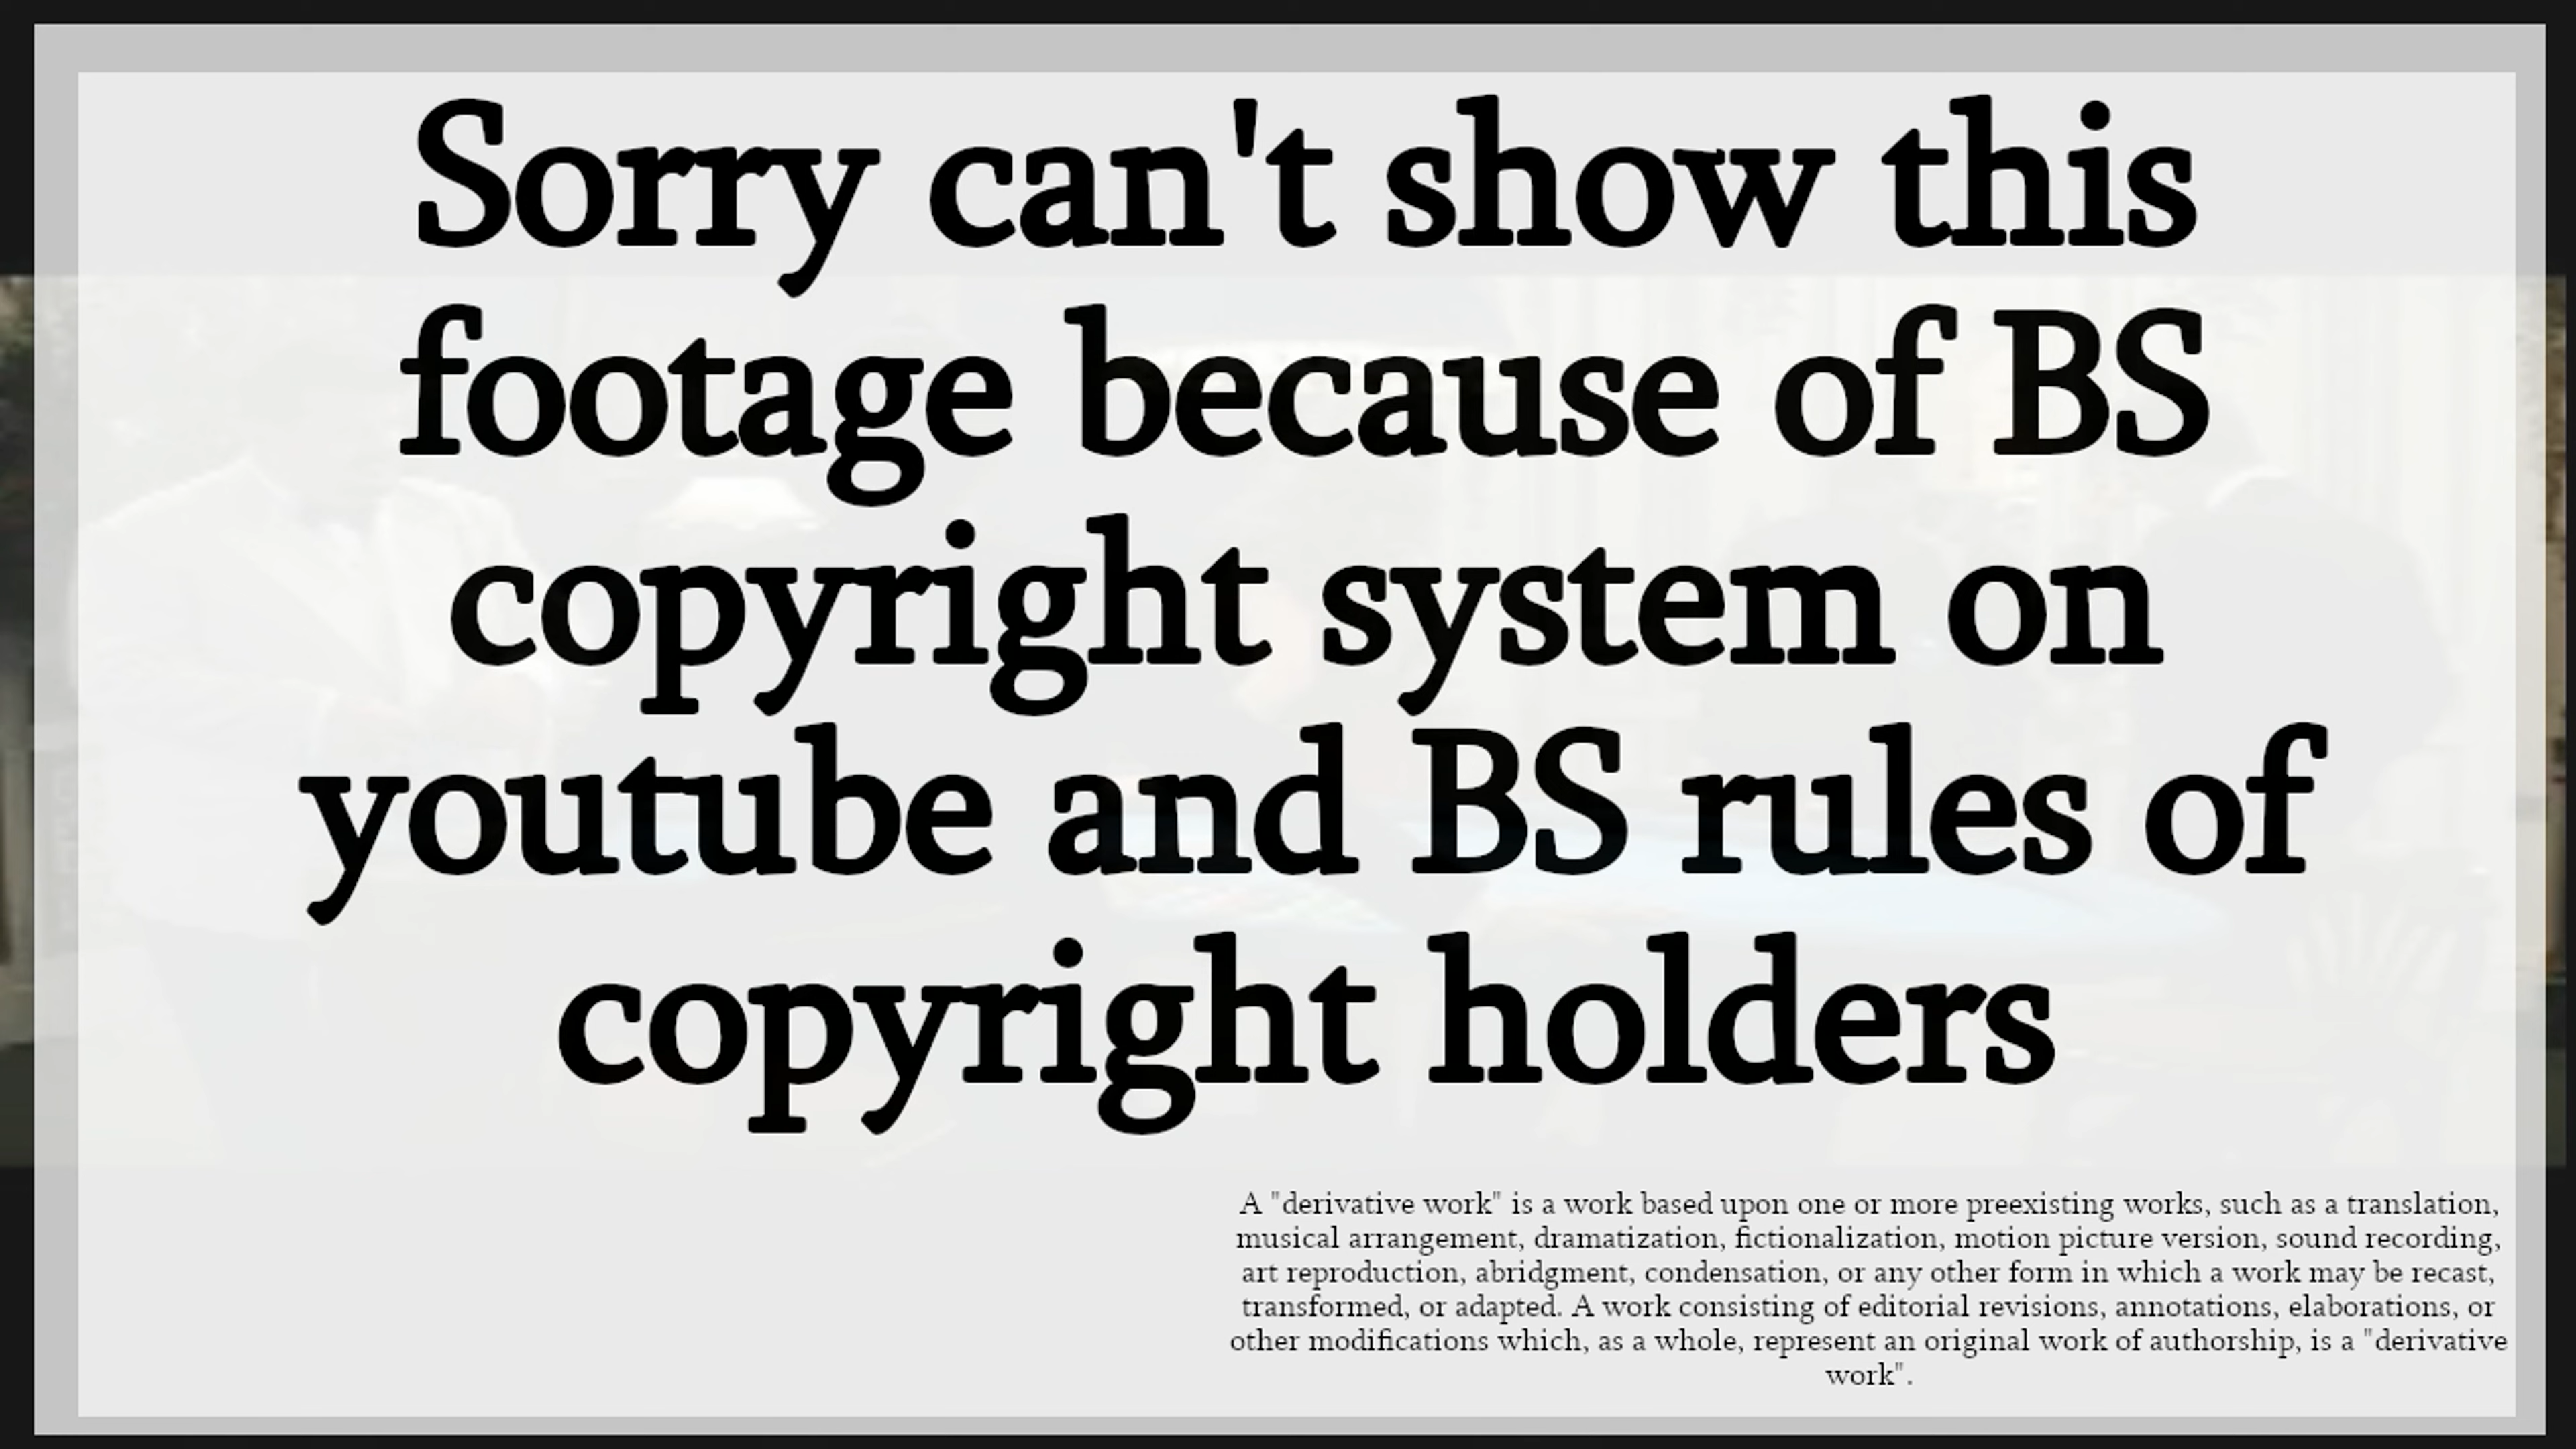 Sorry can't show this
footage because of BS
copyright system on
youtube and BS rules of
copyright holders
A "derivative work" is a work based upon one or more preexisting works, such as a translation,
musical arrangement, dramatization, fictionalization, motion picture version, sound recording,
art reproduction, abridgment, condensation, or any other form in which a work may be recast,
transformed, or adapted. A work consisting of editorial revisions, annotations, elaborations, or
other modifications which, as a whole, represent an original work of authorship, is a "derivative
work".